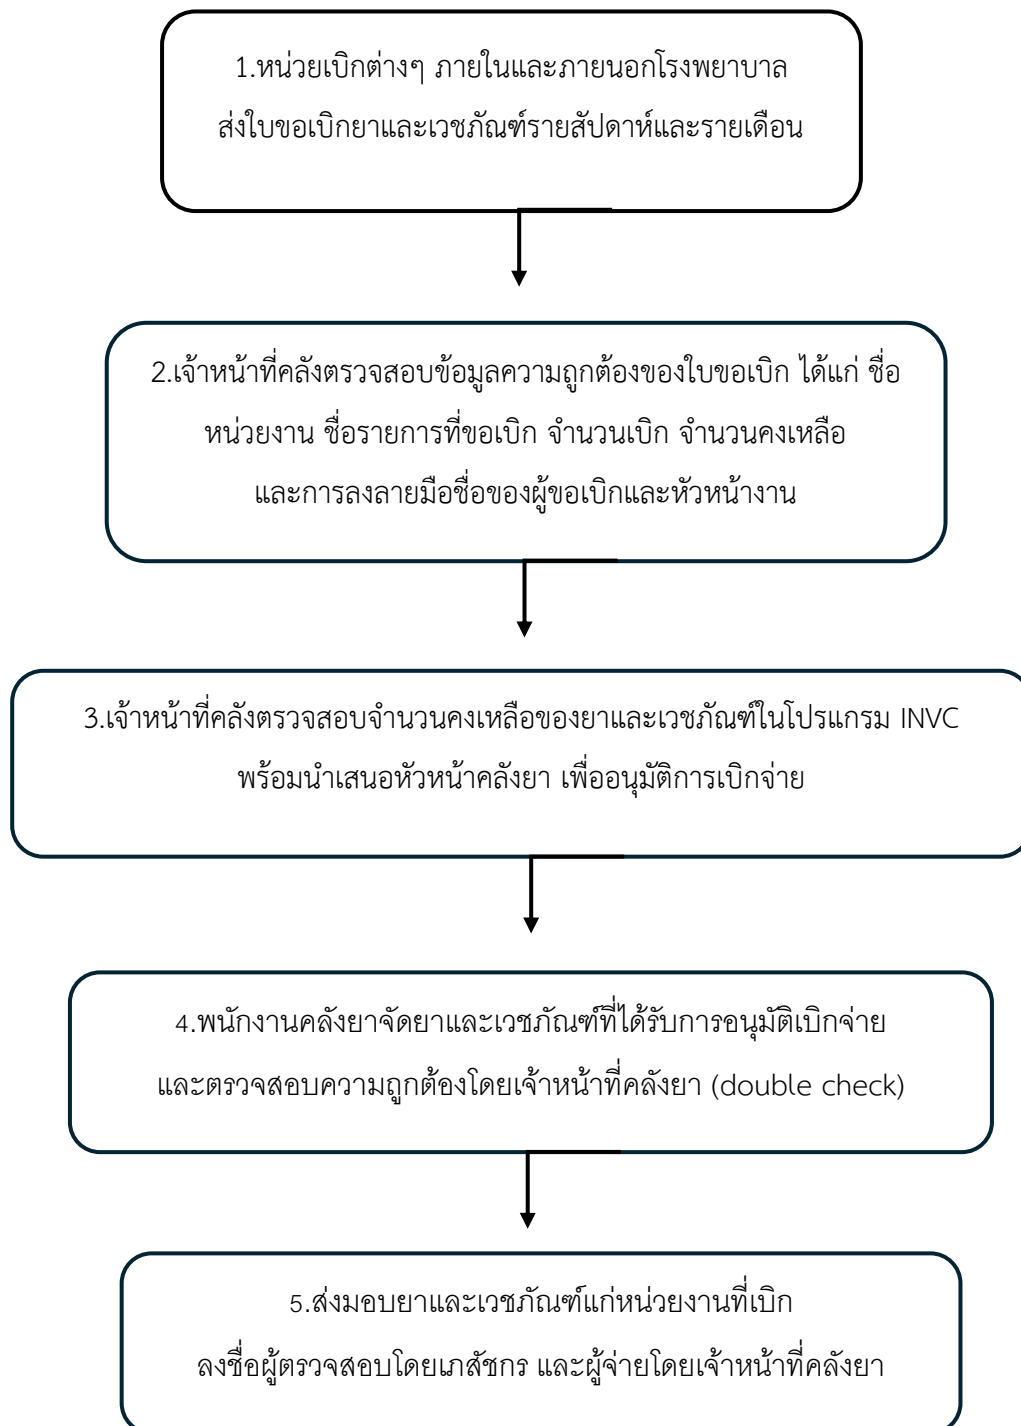 1.หน่วยเบิกต่างๆ ภายในและภายนอกโรงพยาบาล
ส่งใบขอเบิกยาและเวชภัณฑ์รายสัปดาห์และรายเดือน
2.เจ้าหน้าที่คลังตรวจสอบข้อมูลความถูกต้องของใบขอเบิก ได้แก่ ชื่อ
หน่วยงาน ชื่อรายการที่ขอเบิก จำนวนเบิก จำนวนคงเหลือ
และการลงลายมือชื่อของผู้ขอเบิกและหัวหน้างาน
3.เจ้าหน้าที่คลังตรวจสอบจำนวนคงเหลือของยาและเวชภัณฑ์ในโปรแกรม INVC
พร้อมนำเสนอหัวหน้าคลังยา เพื่ออนุมัติการเบิกจ่าย
4.พนักงานคลังยาจัดยาและเวชภัณฑ์ที่ได้รับการอนุมัติเบิกจ่าย
และตรวจสอบความถูกต้องโดยเจ้าหน้าที่คลังยา (double check)
5.ส่งมอบยาและเวชภัณฑ์แก่หน่วยงานที่เบิก
ลงชื่อผู้ตรวจสอบโดยเภสัชกร และผู้จ่ายโดยเจ้าหน้าที่คลังยา